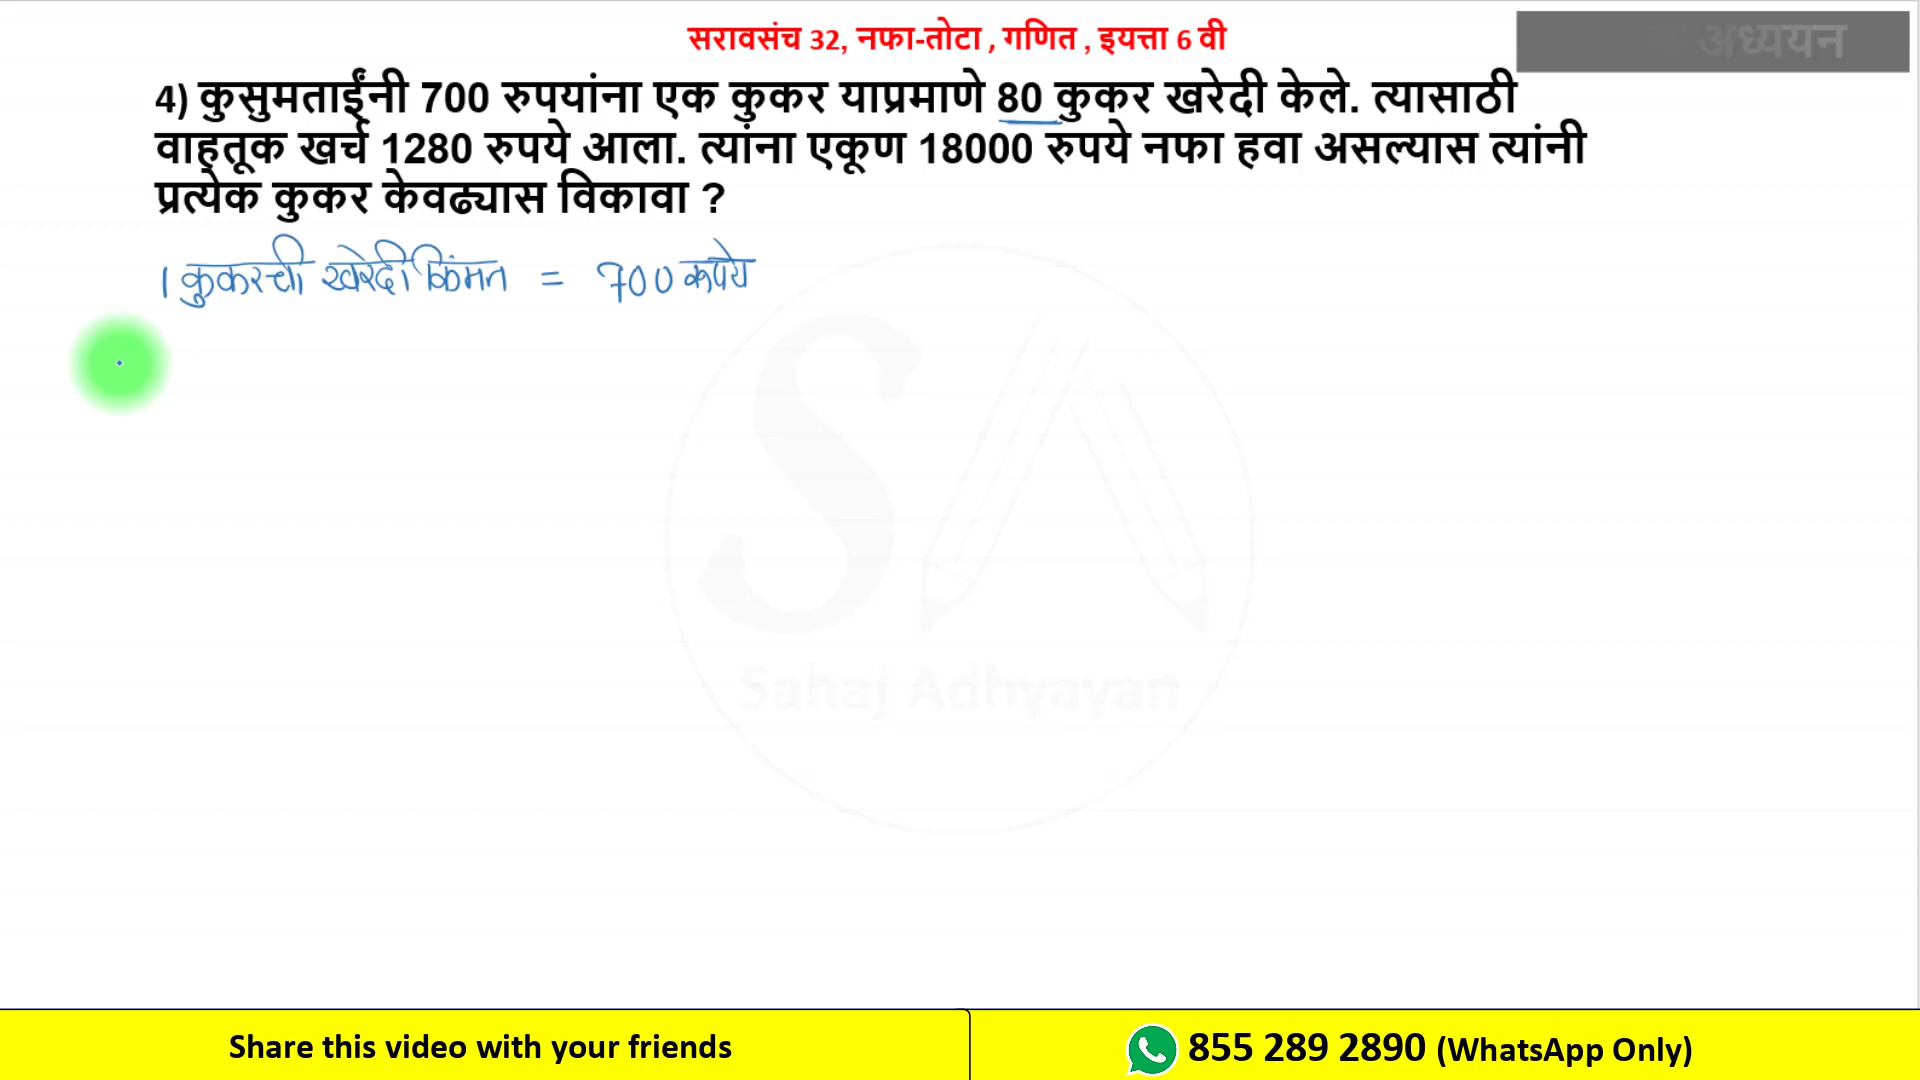 सरावसंच 32, नफा-तोटा , गणित , इयत्ता 6 वी
अध्ययन
4) कुसुमताईंनी 700 रुपयांना एक कुकर याप्रमाणे 80 कुकर खरेदी केले. त्यासाठी
वाहतूक खर्च 1280 रुपये आला. त्यांना एकूण 18000 रुपये नफा हवा असल्यास त्यांनी
प्रत्येक कुकर केवढ्यास विकावा ?
1 कुकरची खरेदी किंमत = 700 रूपये
Sahaj Adhyayan
Share this video with your friends
855 289 2890 (WhatsApp Only)